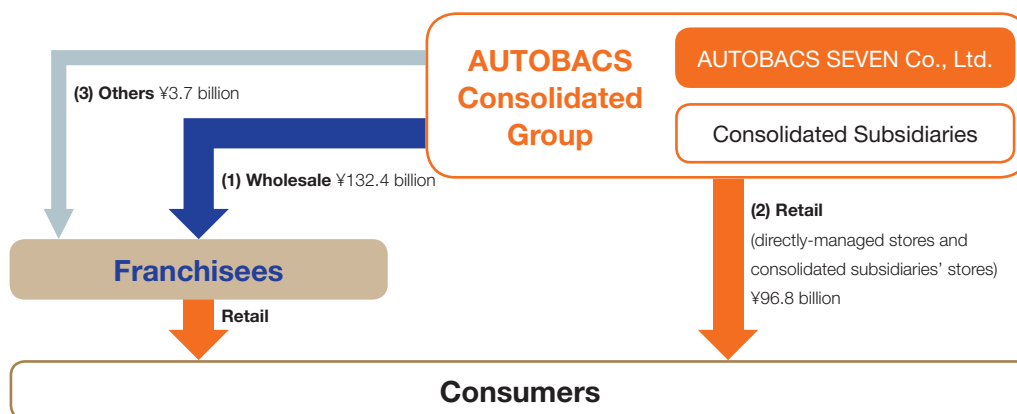 AUTOBACS
Consolidated
Group
AUTOBACS SEVEN Co., Ltd.
Consolidated Subsidiaries
(3) Others ¥3.7 billion
(1) Wholesale ¥132.4 billion
(2) Retail
(directly-managed stores and
consolidated subsidiaries’ stores)
¥96.8 billion
Franchisees
Retail
Consumers